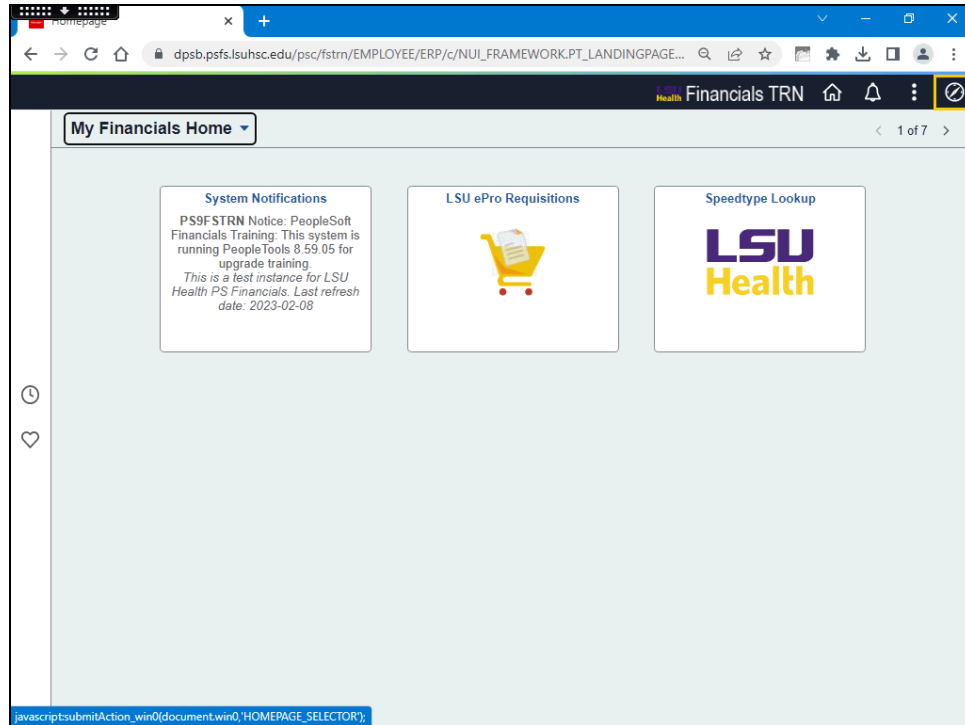 Homepage
dpsb.psfs.lsuhsc.edu/psc/fstrn/EMPLOYEE/ERP/c/NUI_FRAMEWORK.PT_LANDINGPAGE...
LSU Health Financials TRN
My Financials Home
1 of 7
System Notifications
PS9FSTRN Notice: PeopleSoft
Financials Training: This system is
running PeopleTools 8.59.05 for
upgrade training.
This is a test instance for LSU
Health PS Financials. Last refresh
date: 2023-02-08
LSU ePro Requisitions
Speedtype Lookup
LSU
Health
javascript:submitAction_win0(document.win0,'HOMEPAGE_SELECTOR');